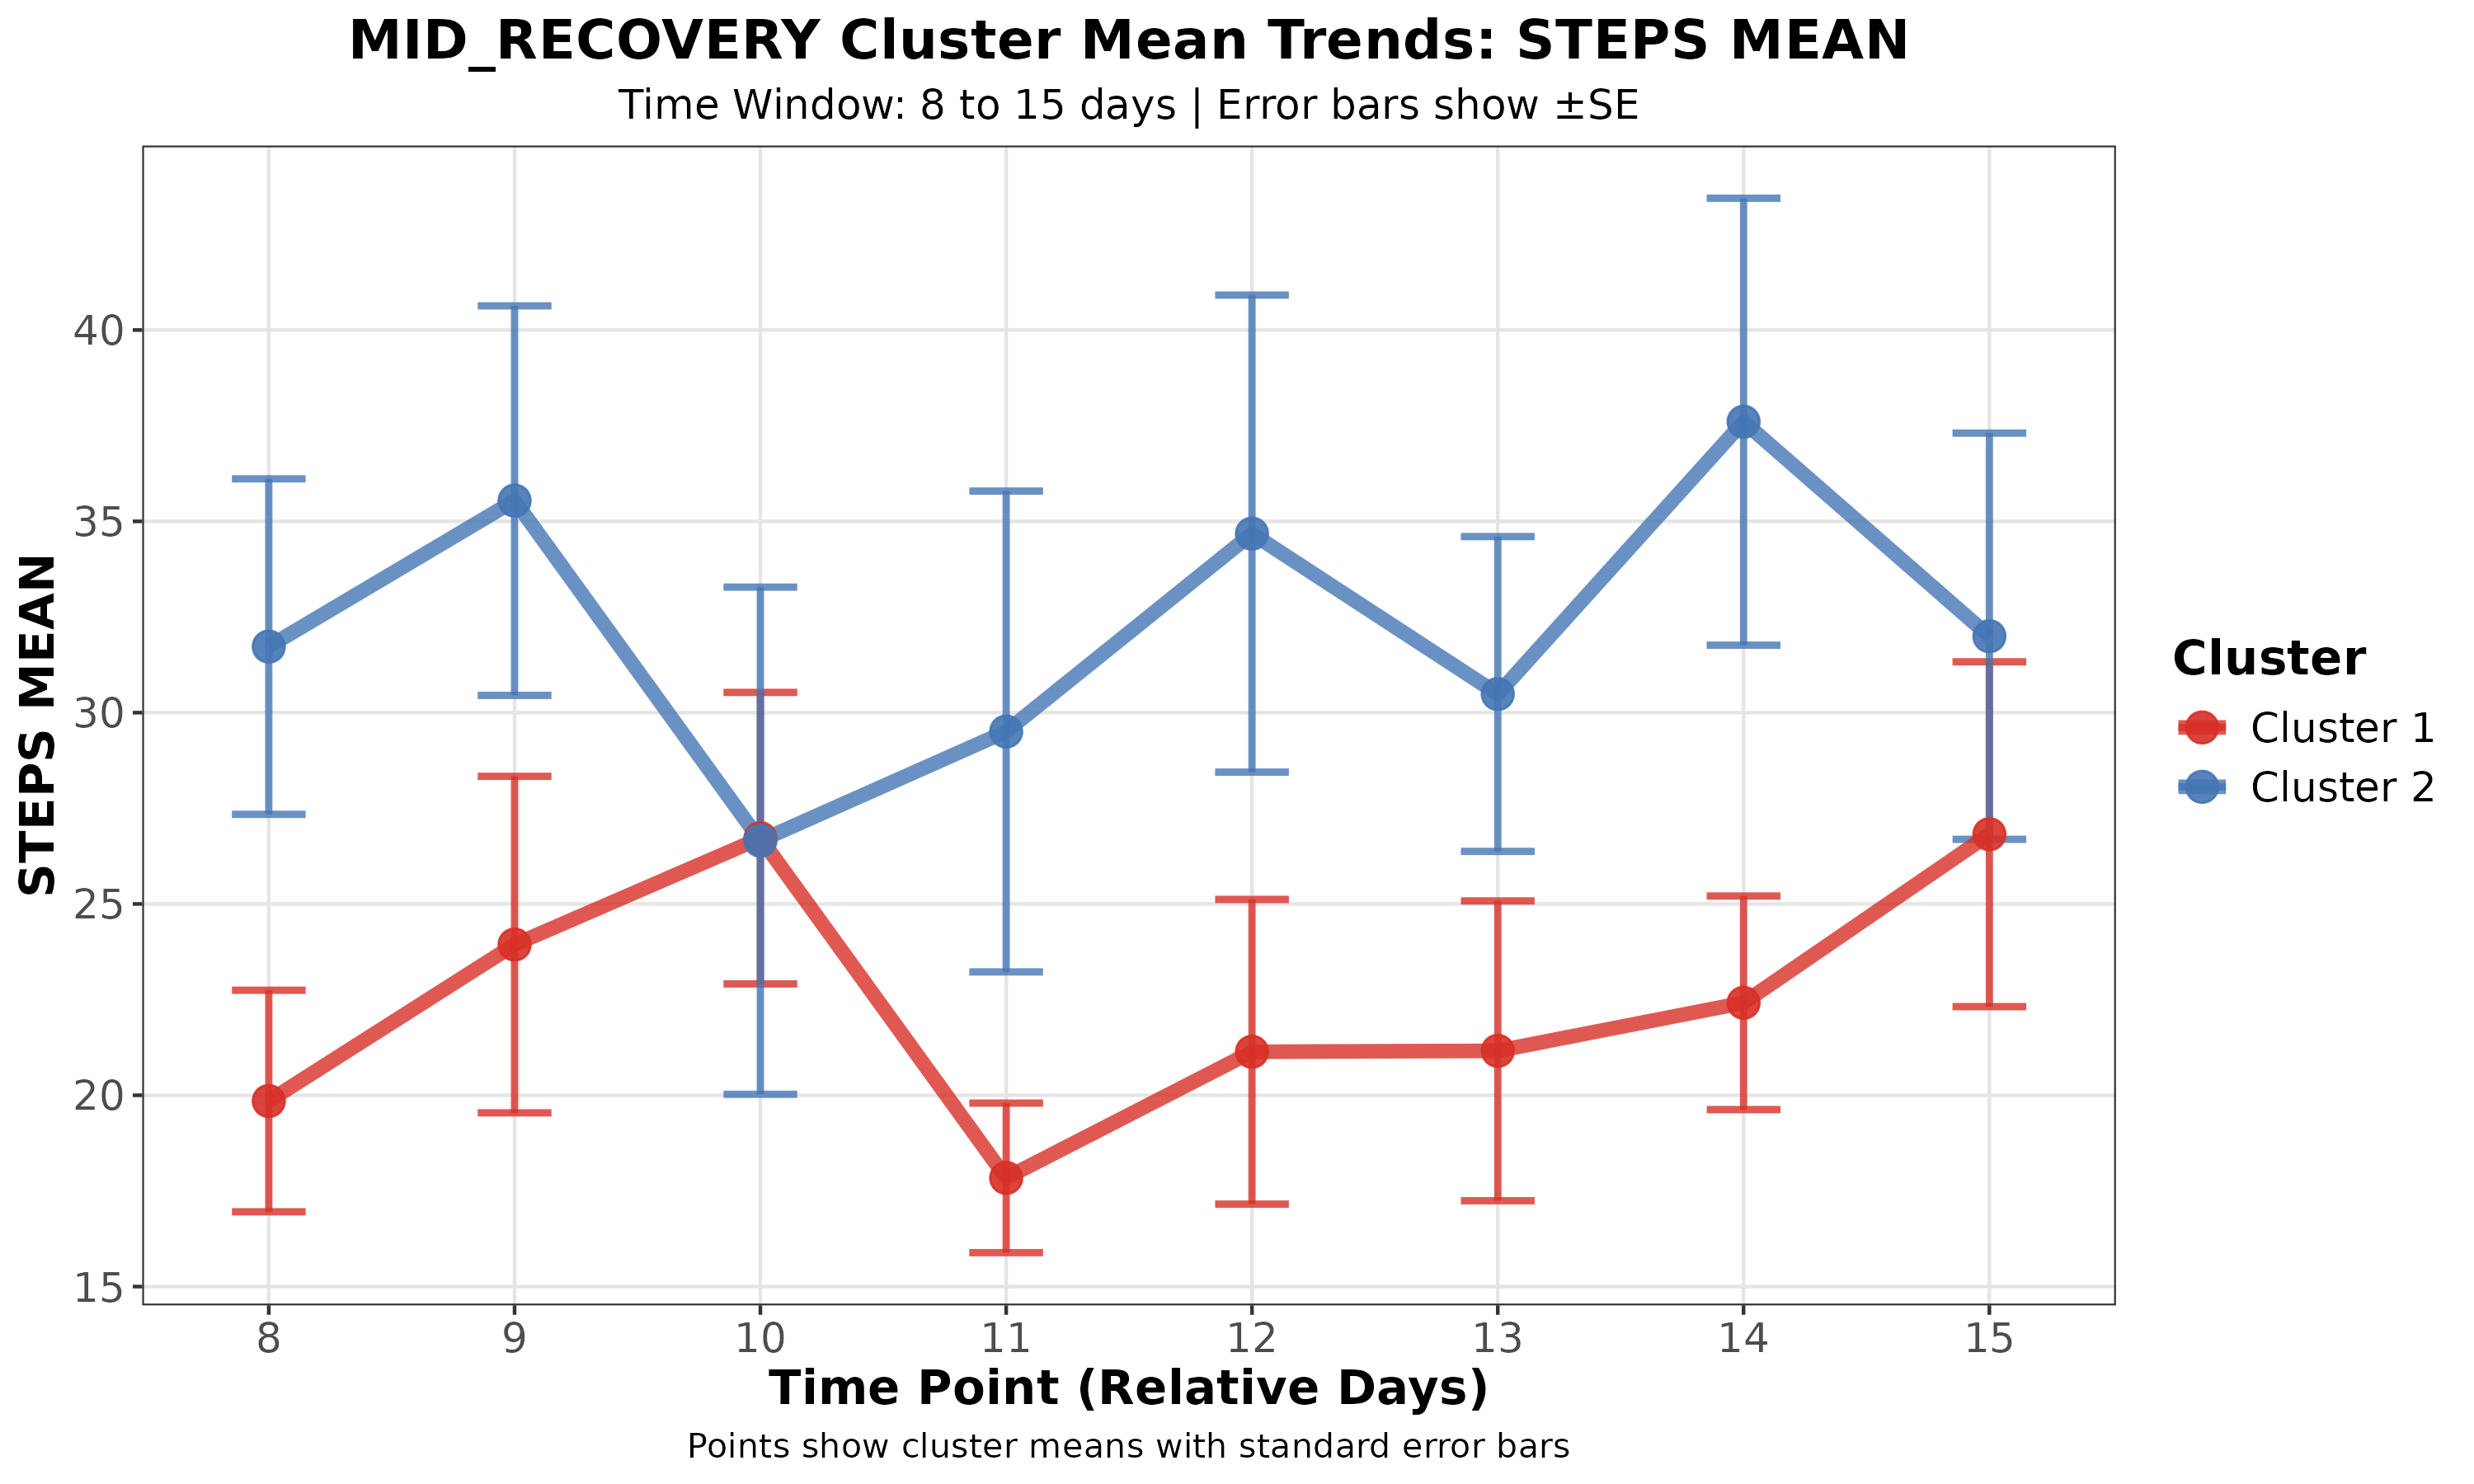 MID_RECOVERY Cluster Mean Trends: STEPS MEAN
Time Window: 8 to 15 days | Error bars show ±SE
STEPS MEAN
40
35
30
25
20
15
8 9 10 11 12 13 14 15
Time Point (Relative Days)
Points show cluster means with standard error bars
Cluster
Cluster 1
Cluster 2